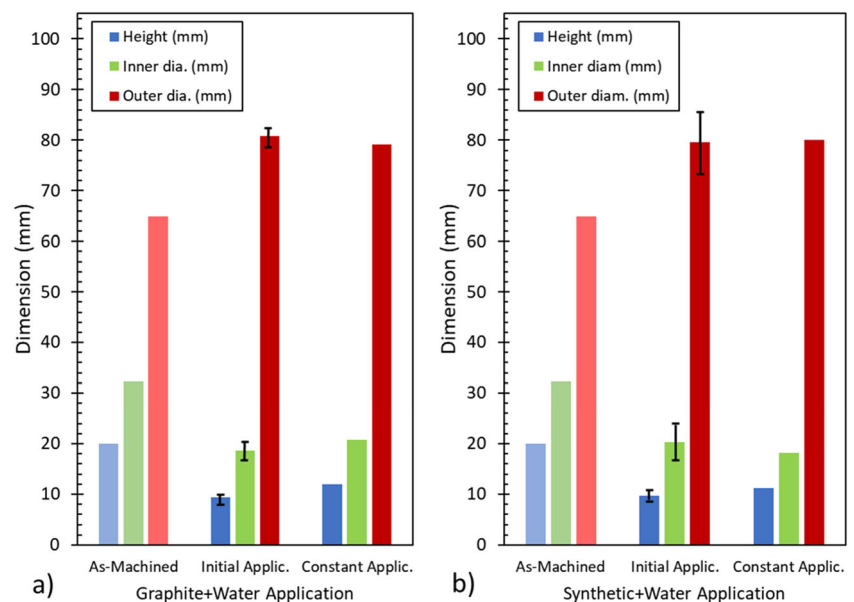 100
90
80
70
60
50
40
30
20
10
0
Dimension (mm)
Height (mm)
Inner dia. (mm)
Outer dia. (mm)
As-Machined Initial Applic. Constant Applic.
a) Graphite+Water Application
100
90
80
70
60
50
40
30
20
10
0
Dimension (mm)
Height (mm)
Inner diam (mm)
Outer diam. (mm)
As-Machined Initial Applic. Constant Applic.
b) Synthetic+Water Application